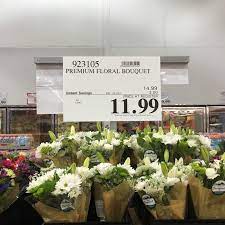 923105
PREMIUM FLORAL BOUQUET
14.99
Instant Savings
PRICE AT REGISTER
11.99